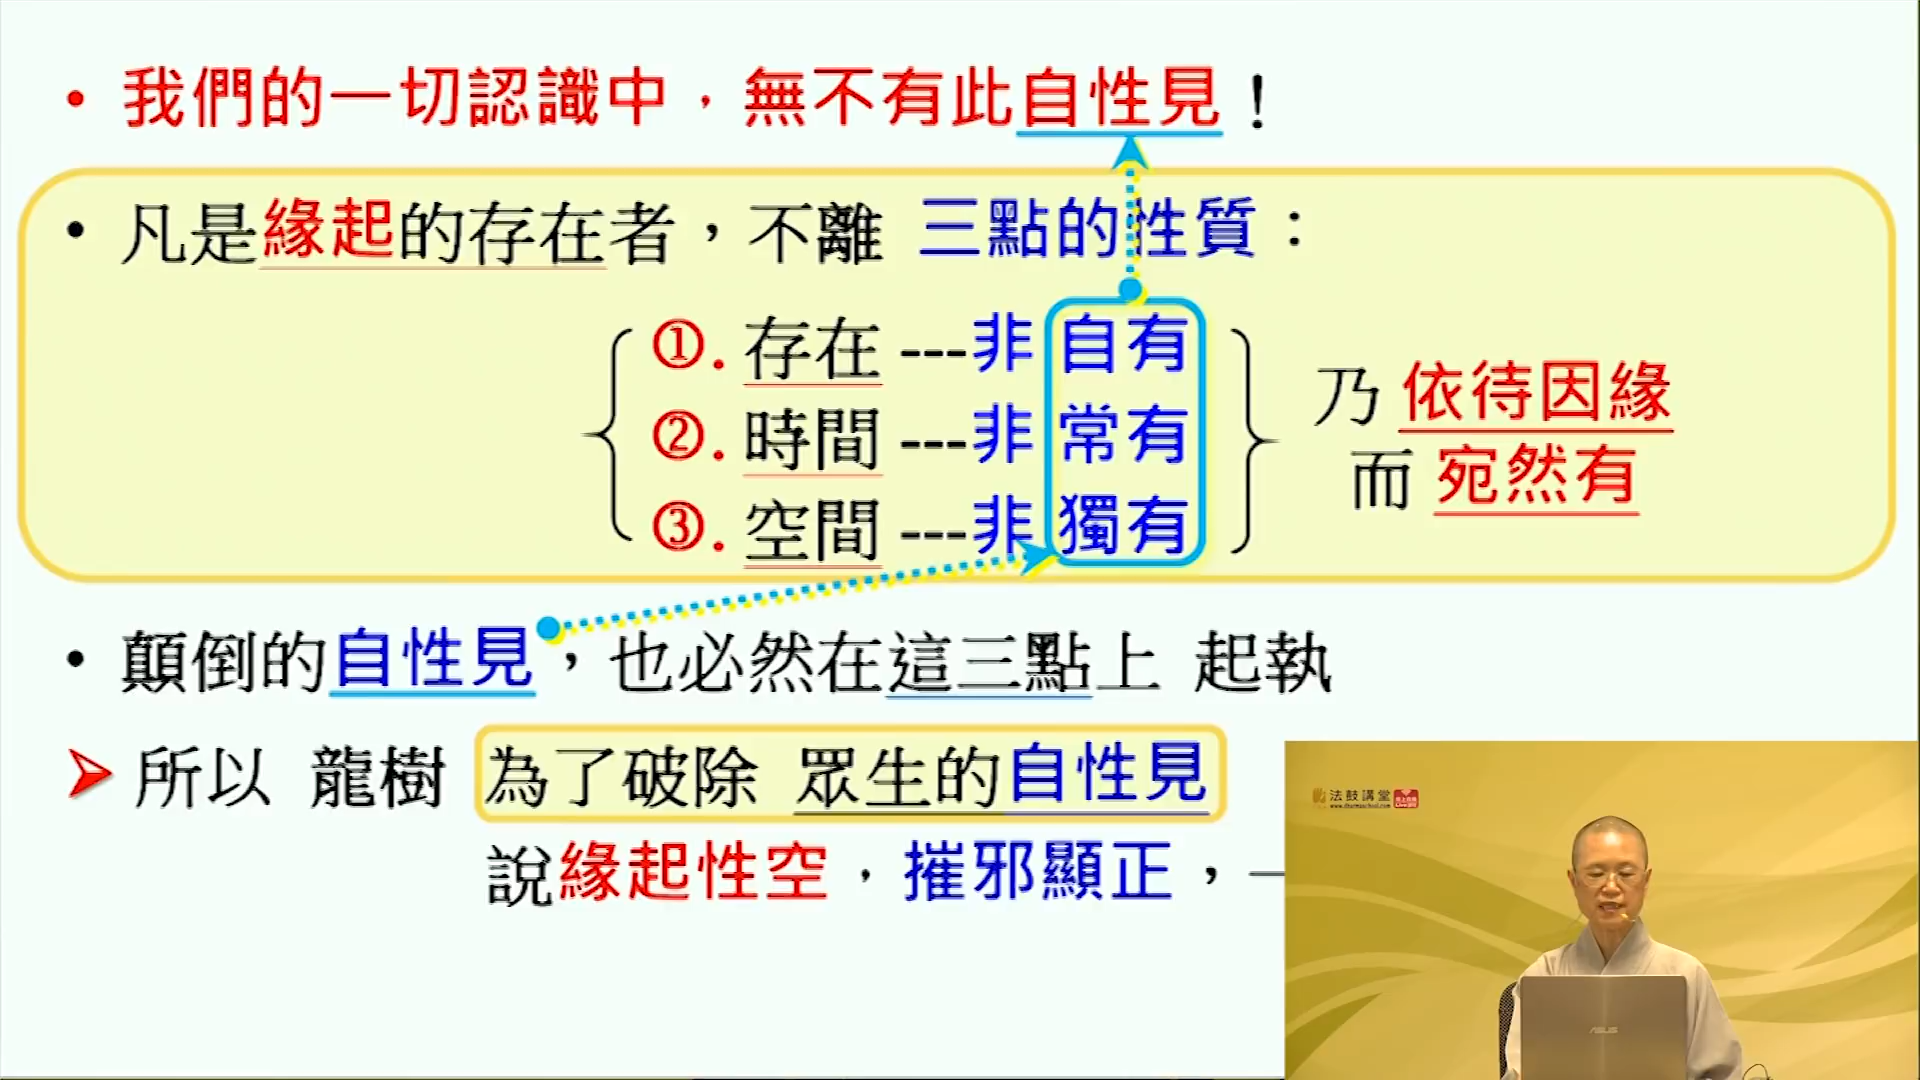 • 我們的一切認識中，無不有此自性見！
• 凡是緣起的存在者，不離 三點的性質：
①. 存在 ---非 自有
②. 時間 ---非 常有
③. 空間 ---非 獨有
乃 依待因緣
而 宛然有
• 顛倒的自性見，也必然在這三點上 起執
➢ 所以 龍樹 為了破除 眾生的自性見
說緣起性空，摧邪顯正，一
法鼓講堂
www.dharmaschool.com
ASUS